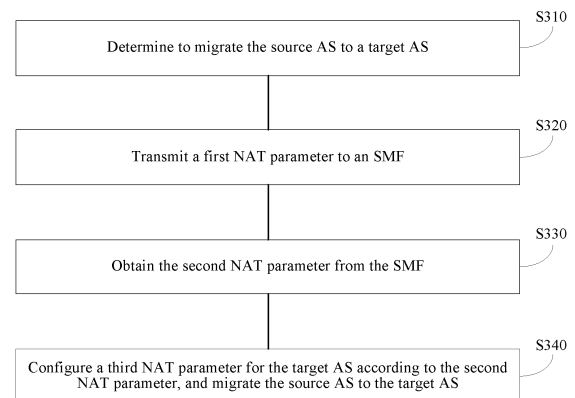 S310
Determine to migrate the source AS to a target AS
S320
Transmit a first NAT parameter to an SMF
S330
Obtain the second NAT parameter from the SMF
S340
Configure a third NAT parameter for the target AS according to the second
NAT parameter, and migrate the source AS to the target AS